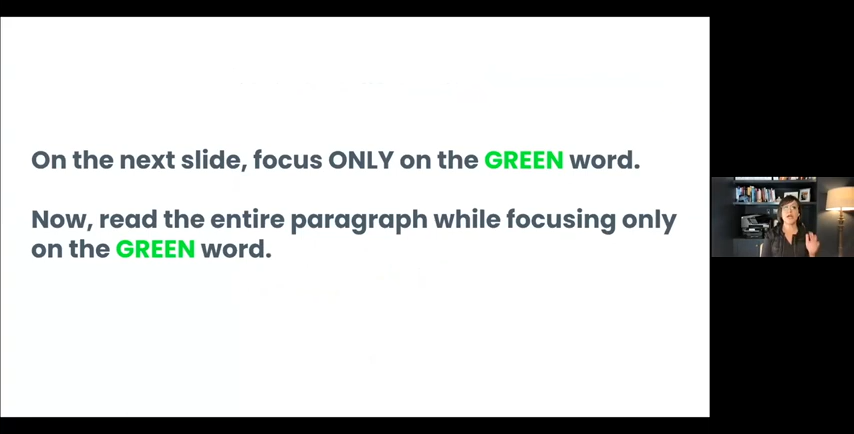 On the next slide, focus ONLY on the GREEN word.
Now, read the entire paragraph while focusing only
on the GREEN word.